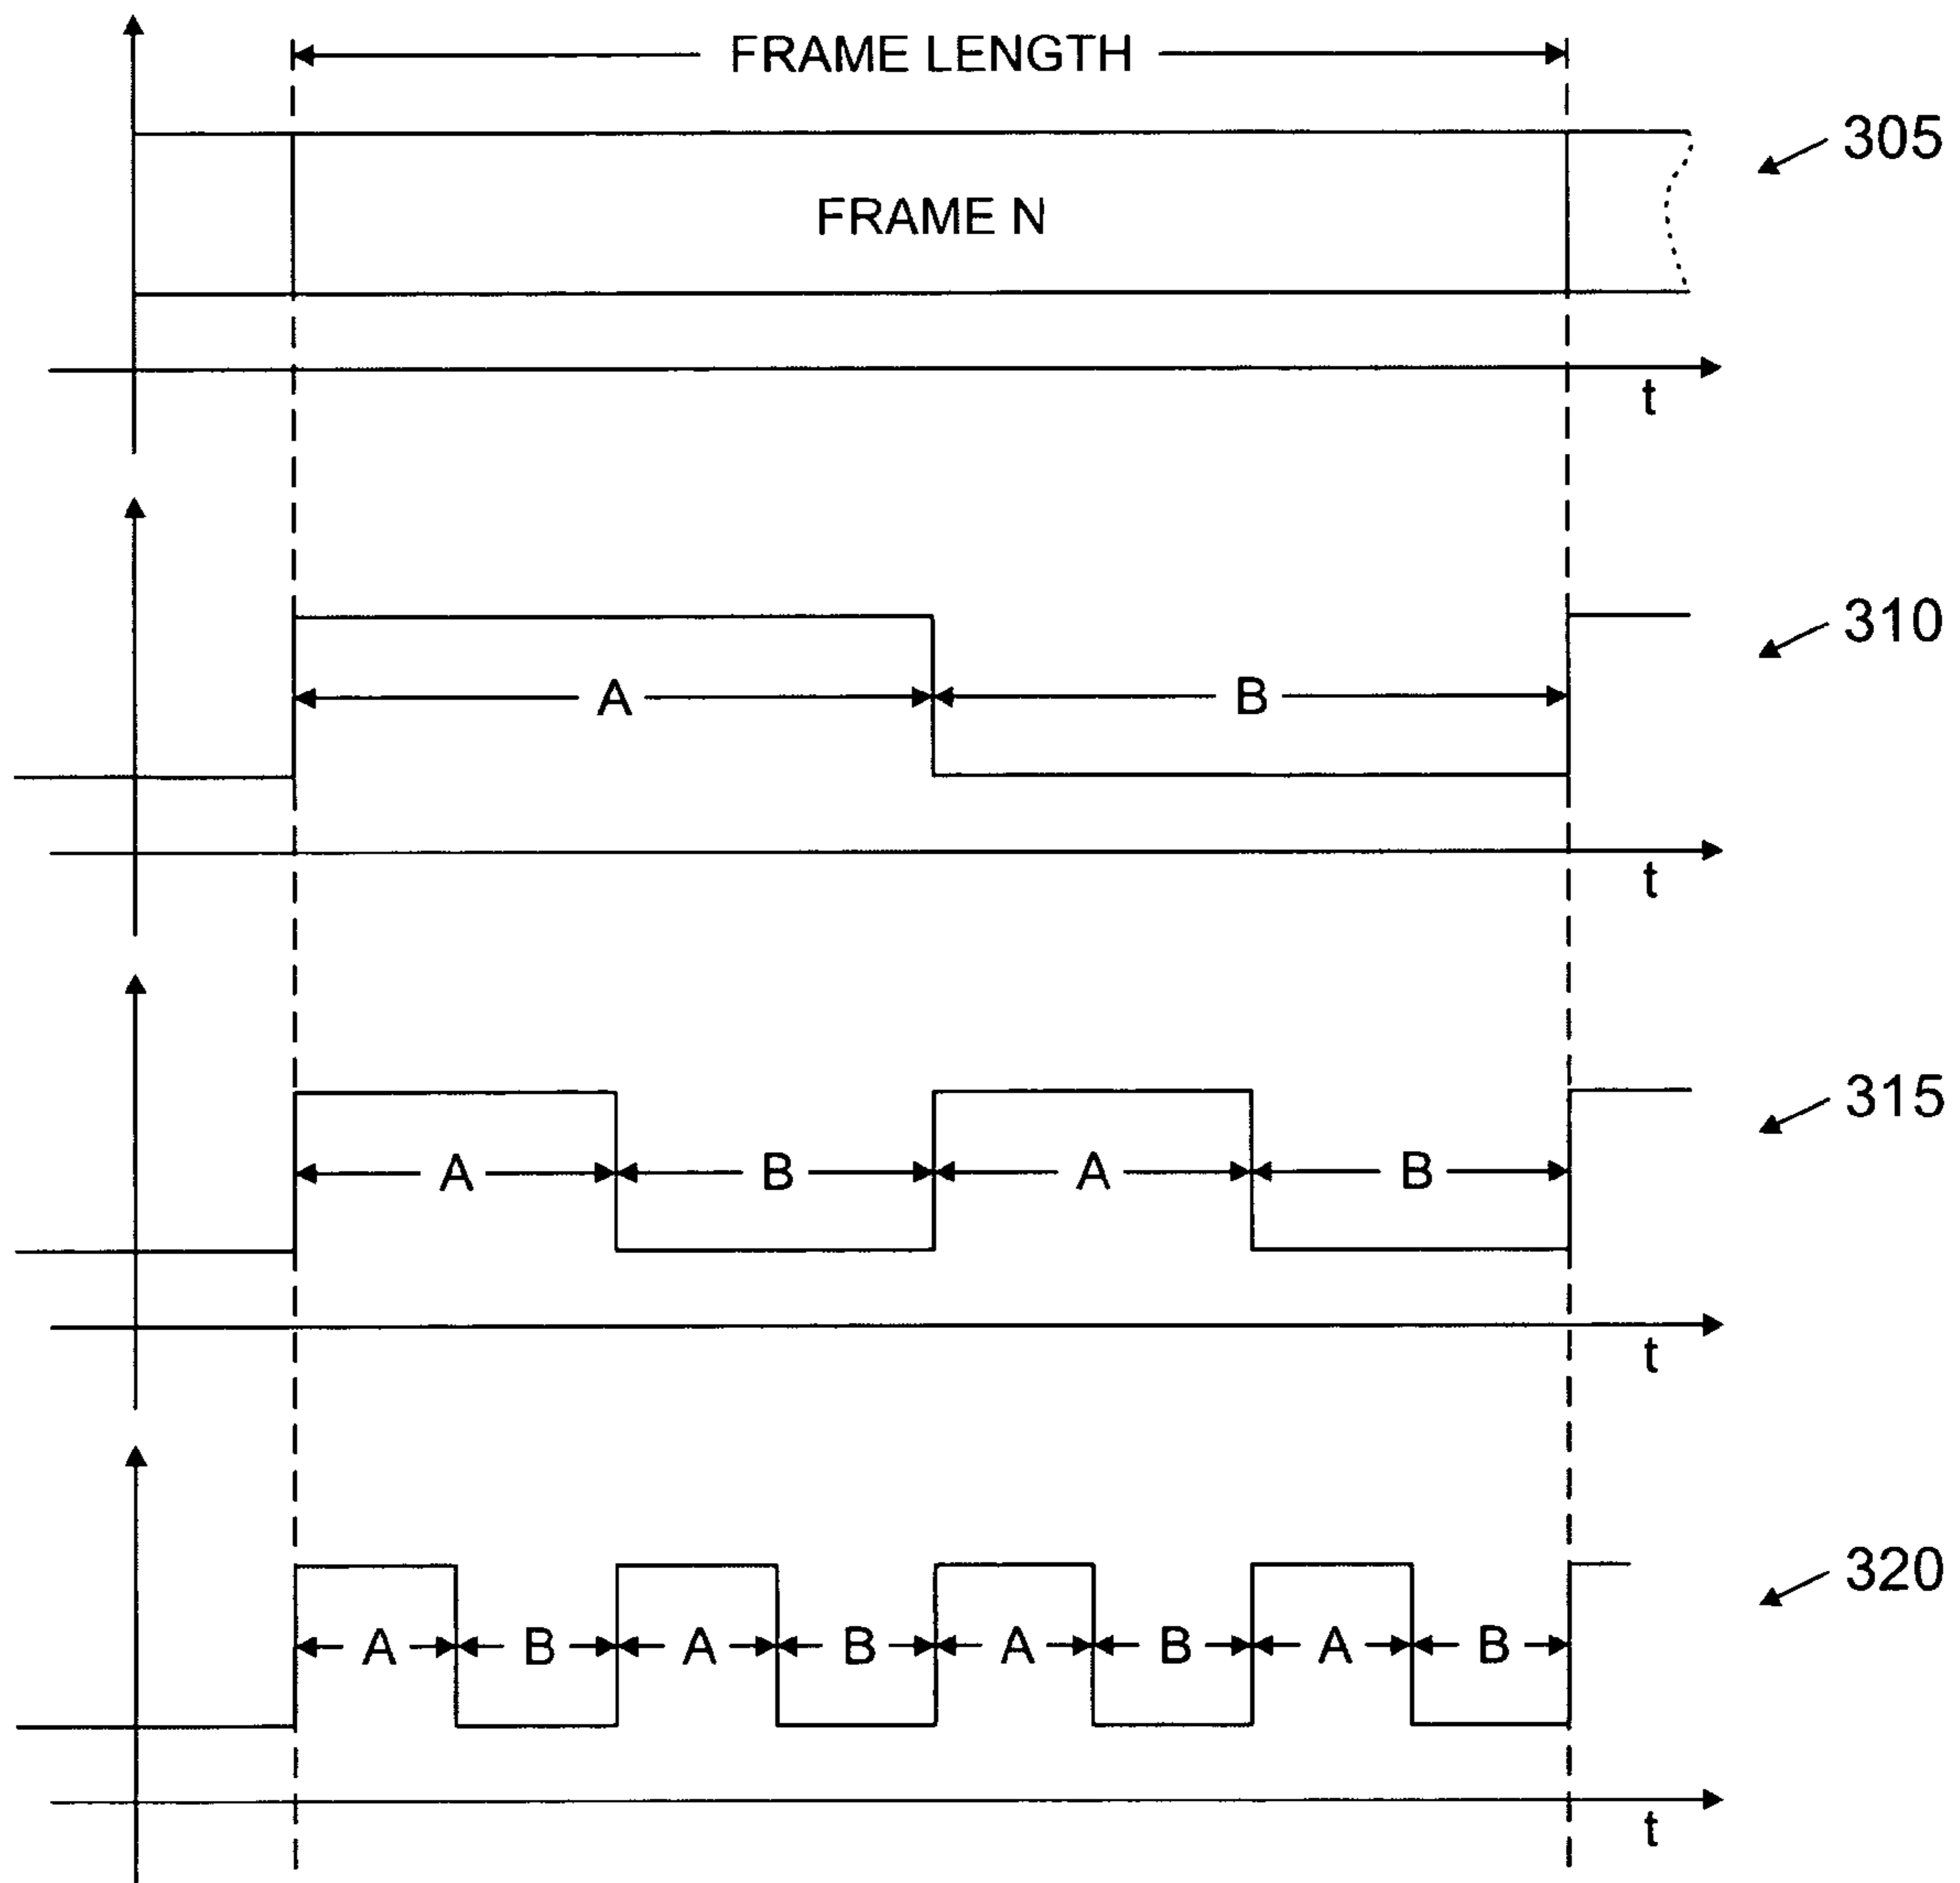 FRAME LENGTH
305
FRAME N
t
310
A B
t
315
A B A B
t
320
A B A B A B A B
t